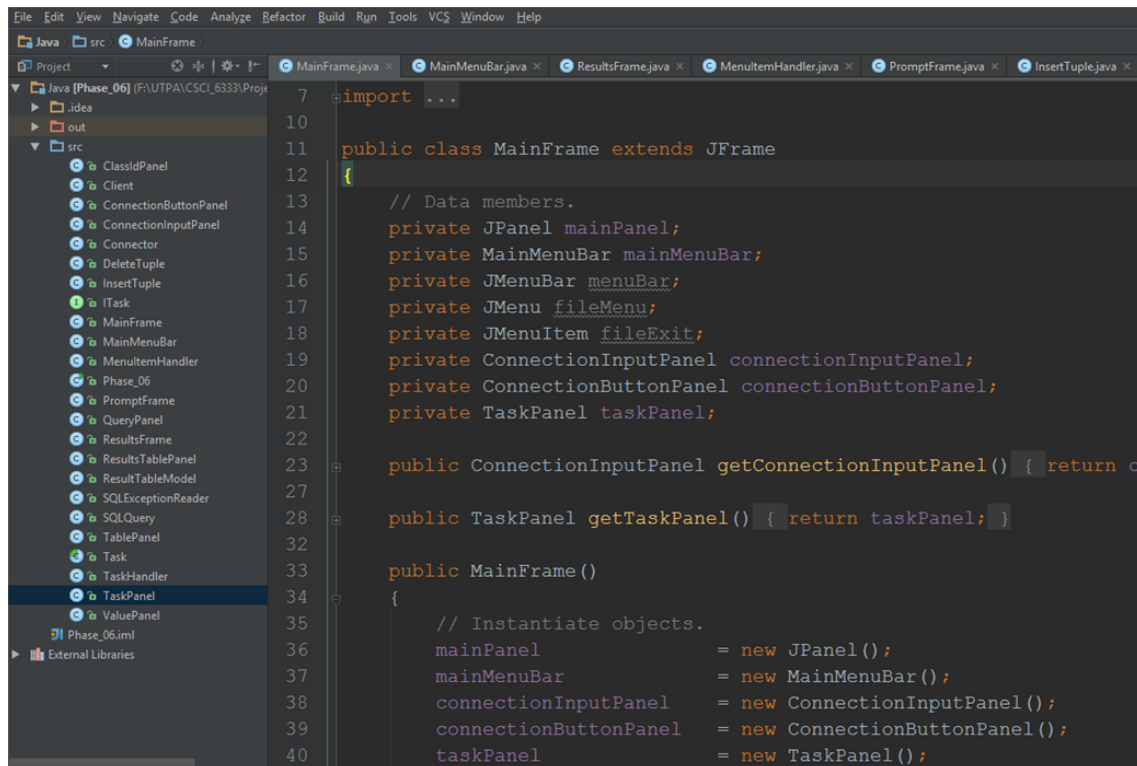 File Edit View Navigate Code Analyze Refactor Build Run Tools VCS Window Help
Java src MainFrame
Project
MainFrame.java MainMenuBar.java ResultsFrame.java MenuItemHandler.java PromptFrame.java InsertTuple.java
Java [Phase_06] (F:\UTPA\CSCI_6333\Proje
.idea
out
src
ClassIdPanel
Client
ConnectionButtonPanel
ConnectionInputPanel
Connector
DeleteTuple
InsertTuple
ITask
MainFrame
MainMenuBar
MenuItemHandler
Phase_06
PromptFrame
QueryPanel
ResultsFrame
ResultsTablePanel
ResultTableModel
SQLExceptionReader
SQLQuery
TablePanel
Task
TaskHandler
TaskPanel
ValuePanel
Phase_06.iml
External Libraries
7 import ...
10
11 public class MainFrame extends JFrame
12 {
13 // Data members.
14 private JPanel mainPanel;
15 private MainMenuBar mainMenuBar;
16 private JMenuBar menuBar;
17 private JMenu fileMenu;
18 private JMenuItem fileExit;
19 private ConnectionInputPanel connectionInputPanel;
20 private ConnectionButtonPanel connectionButtonPanel;
21 private TaskPanel taskPanel;
22
23 public ConnectionInputPanel getConnectionInputPanel() { return c
27
28 public TaskPanel getTaskPanel() { return taskPanel; }
32
33 public MainFrame()
34 {
35 // Instantiate objects.
36 mainPanel = new JPanel();
37 mainMenuBar = new MainMenuBar();
38 connectionInputPanel = new ConnectionInputPanel();
39 connectionButtonPanel = new ConnectionButtonPanel();
40 taskPanel = new TaskPanel();